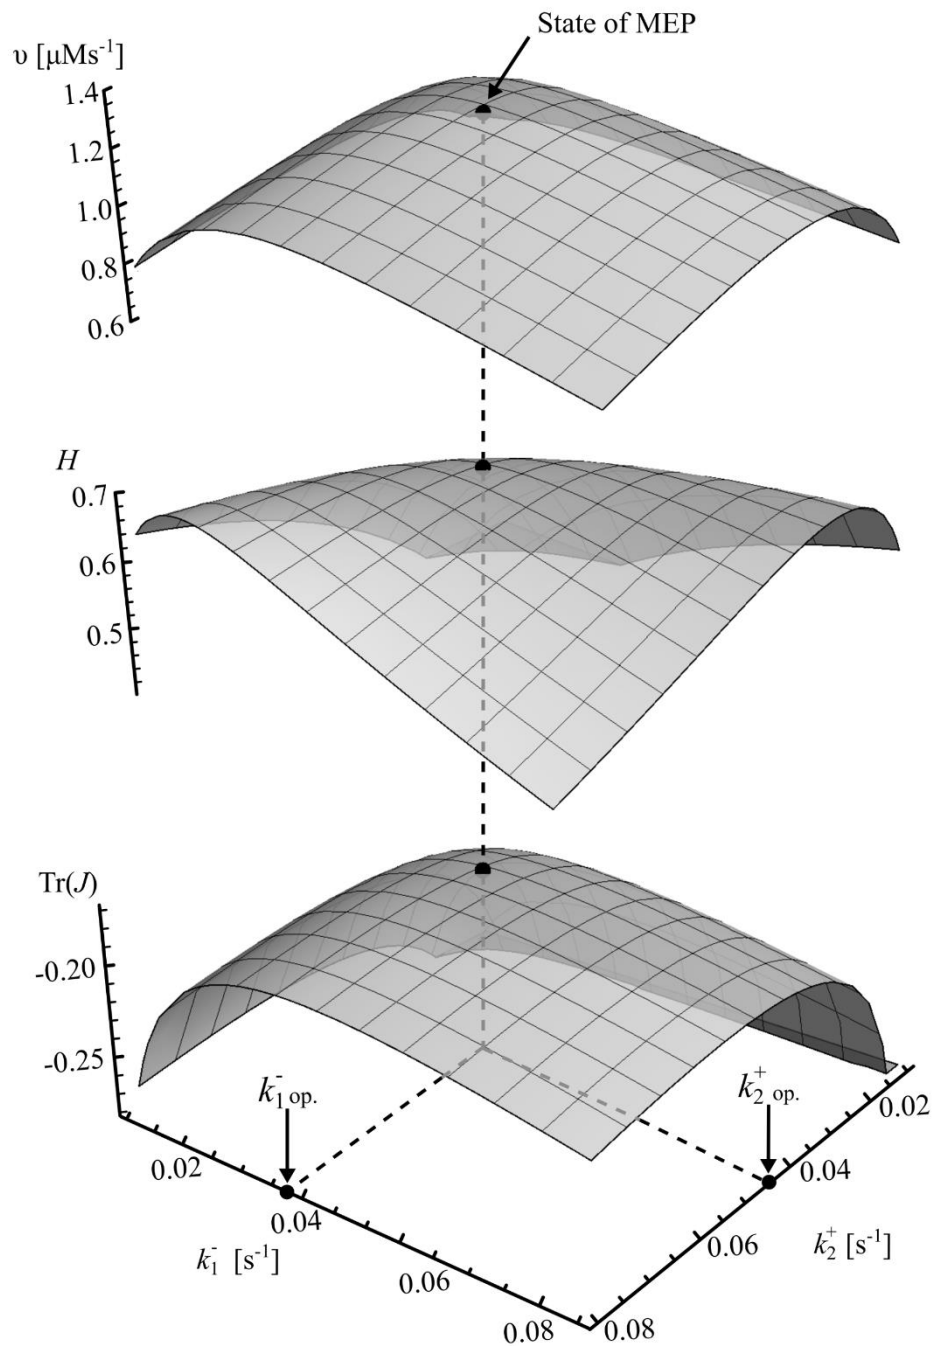 State of MEP
υ [μMs⁻¹]
1.4
1.2
1.0
0.8
0.6
H
0.7
0.6
0.5
Tr(J)
-0.20
-0.25
k₁⁻ op.
k₂⁺ op.
0.02
0.04
0.06
0.08
k₁⁻ [s⁻¹]
0.02
0.04
0.06
0.08
k₂⁺ [s⁻¹]